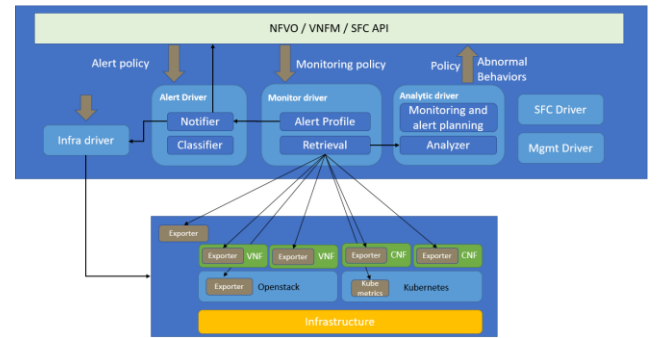 NFVO / VNFM / SFC API
Alert policy
Monitoring policy
Policy
Abnormal
Behaviors
Alert Driver
Notifier
Classifier
Monitor driver
Alert Profile
Retrieval
Analytic driver
Monitoring and
alert planning
Analyzer
SFC Driver
Mgmt Driver
Infra driver
Exporter
Exporter VNF
Exporter VNF
Exporter CNF
Exporter CNF
Exporter Openstack
Kube
metrics
Kubernetes
Infrastructure